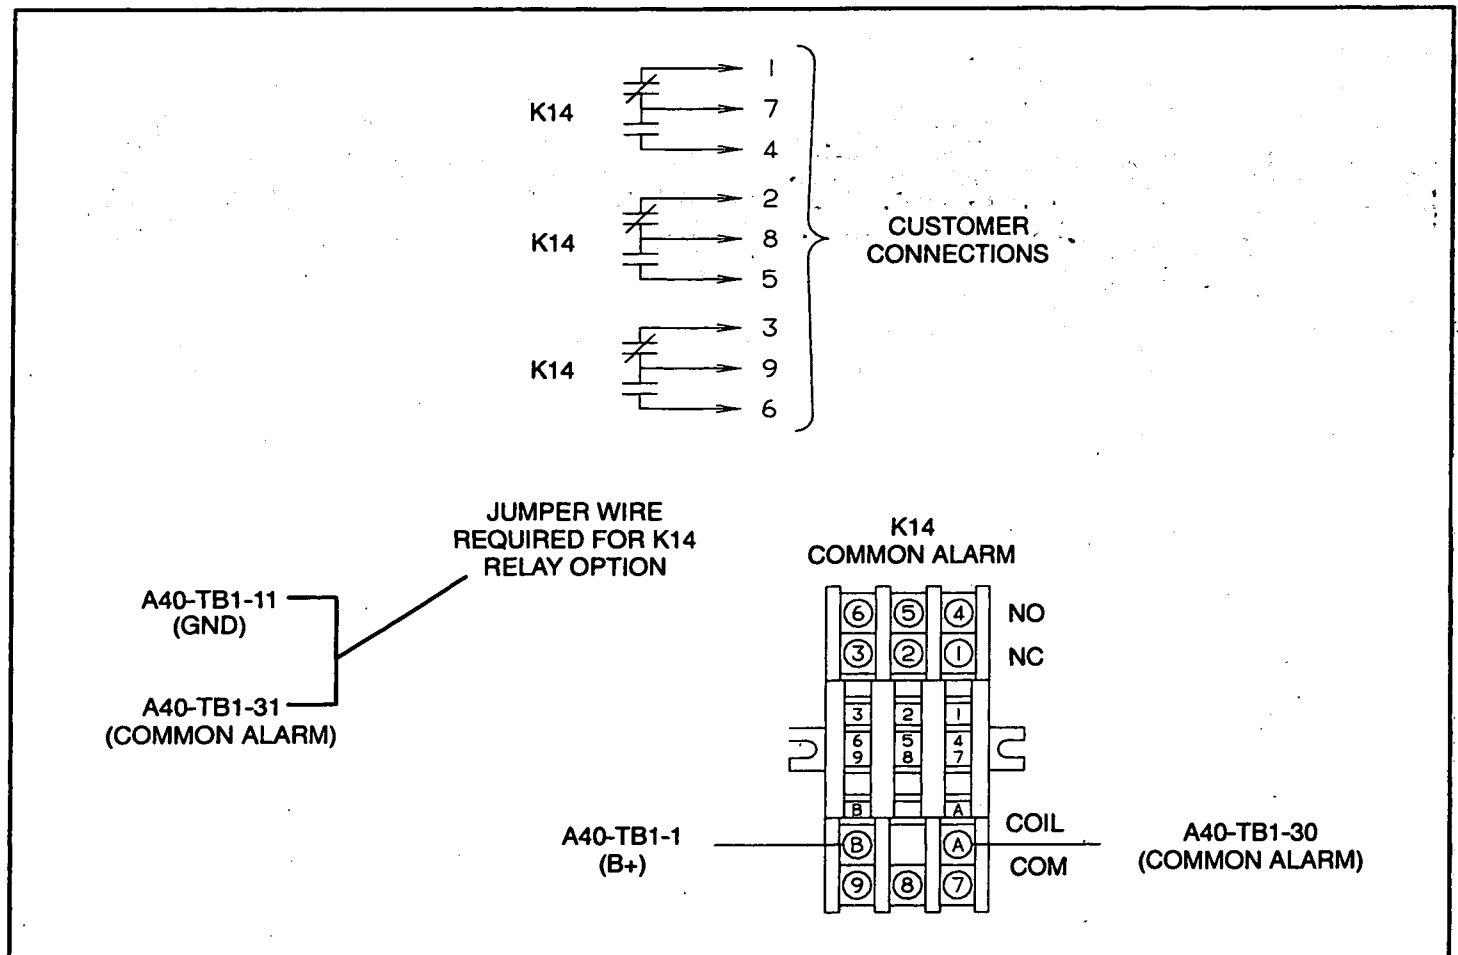 1
K14
7
4
2
K14
8
5
3
K14
9
6
CUSTOMER
CONNECTIONS
JUMPER WIRE
REQUIRED FOR K14
RELAY OPTION
A40-TB1-11
(GND)
A40-TB1-31
(COMMON ALARM)
K14
COMMON ALARM
6 5 4 NO
3 2 1 NC
3 2 1
6 5 4
9 8 7
B A
A40-TB1-1
(B+)
B A COIL
9 8 7 COM
A40-TB1-30
(COMMON ALARM)